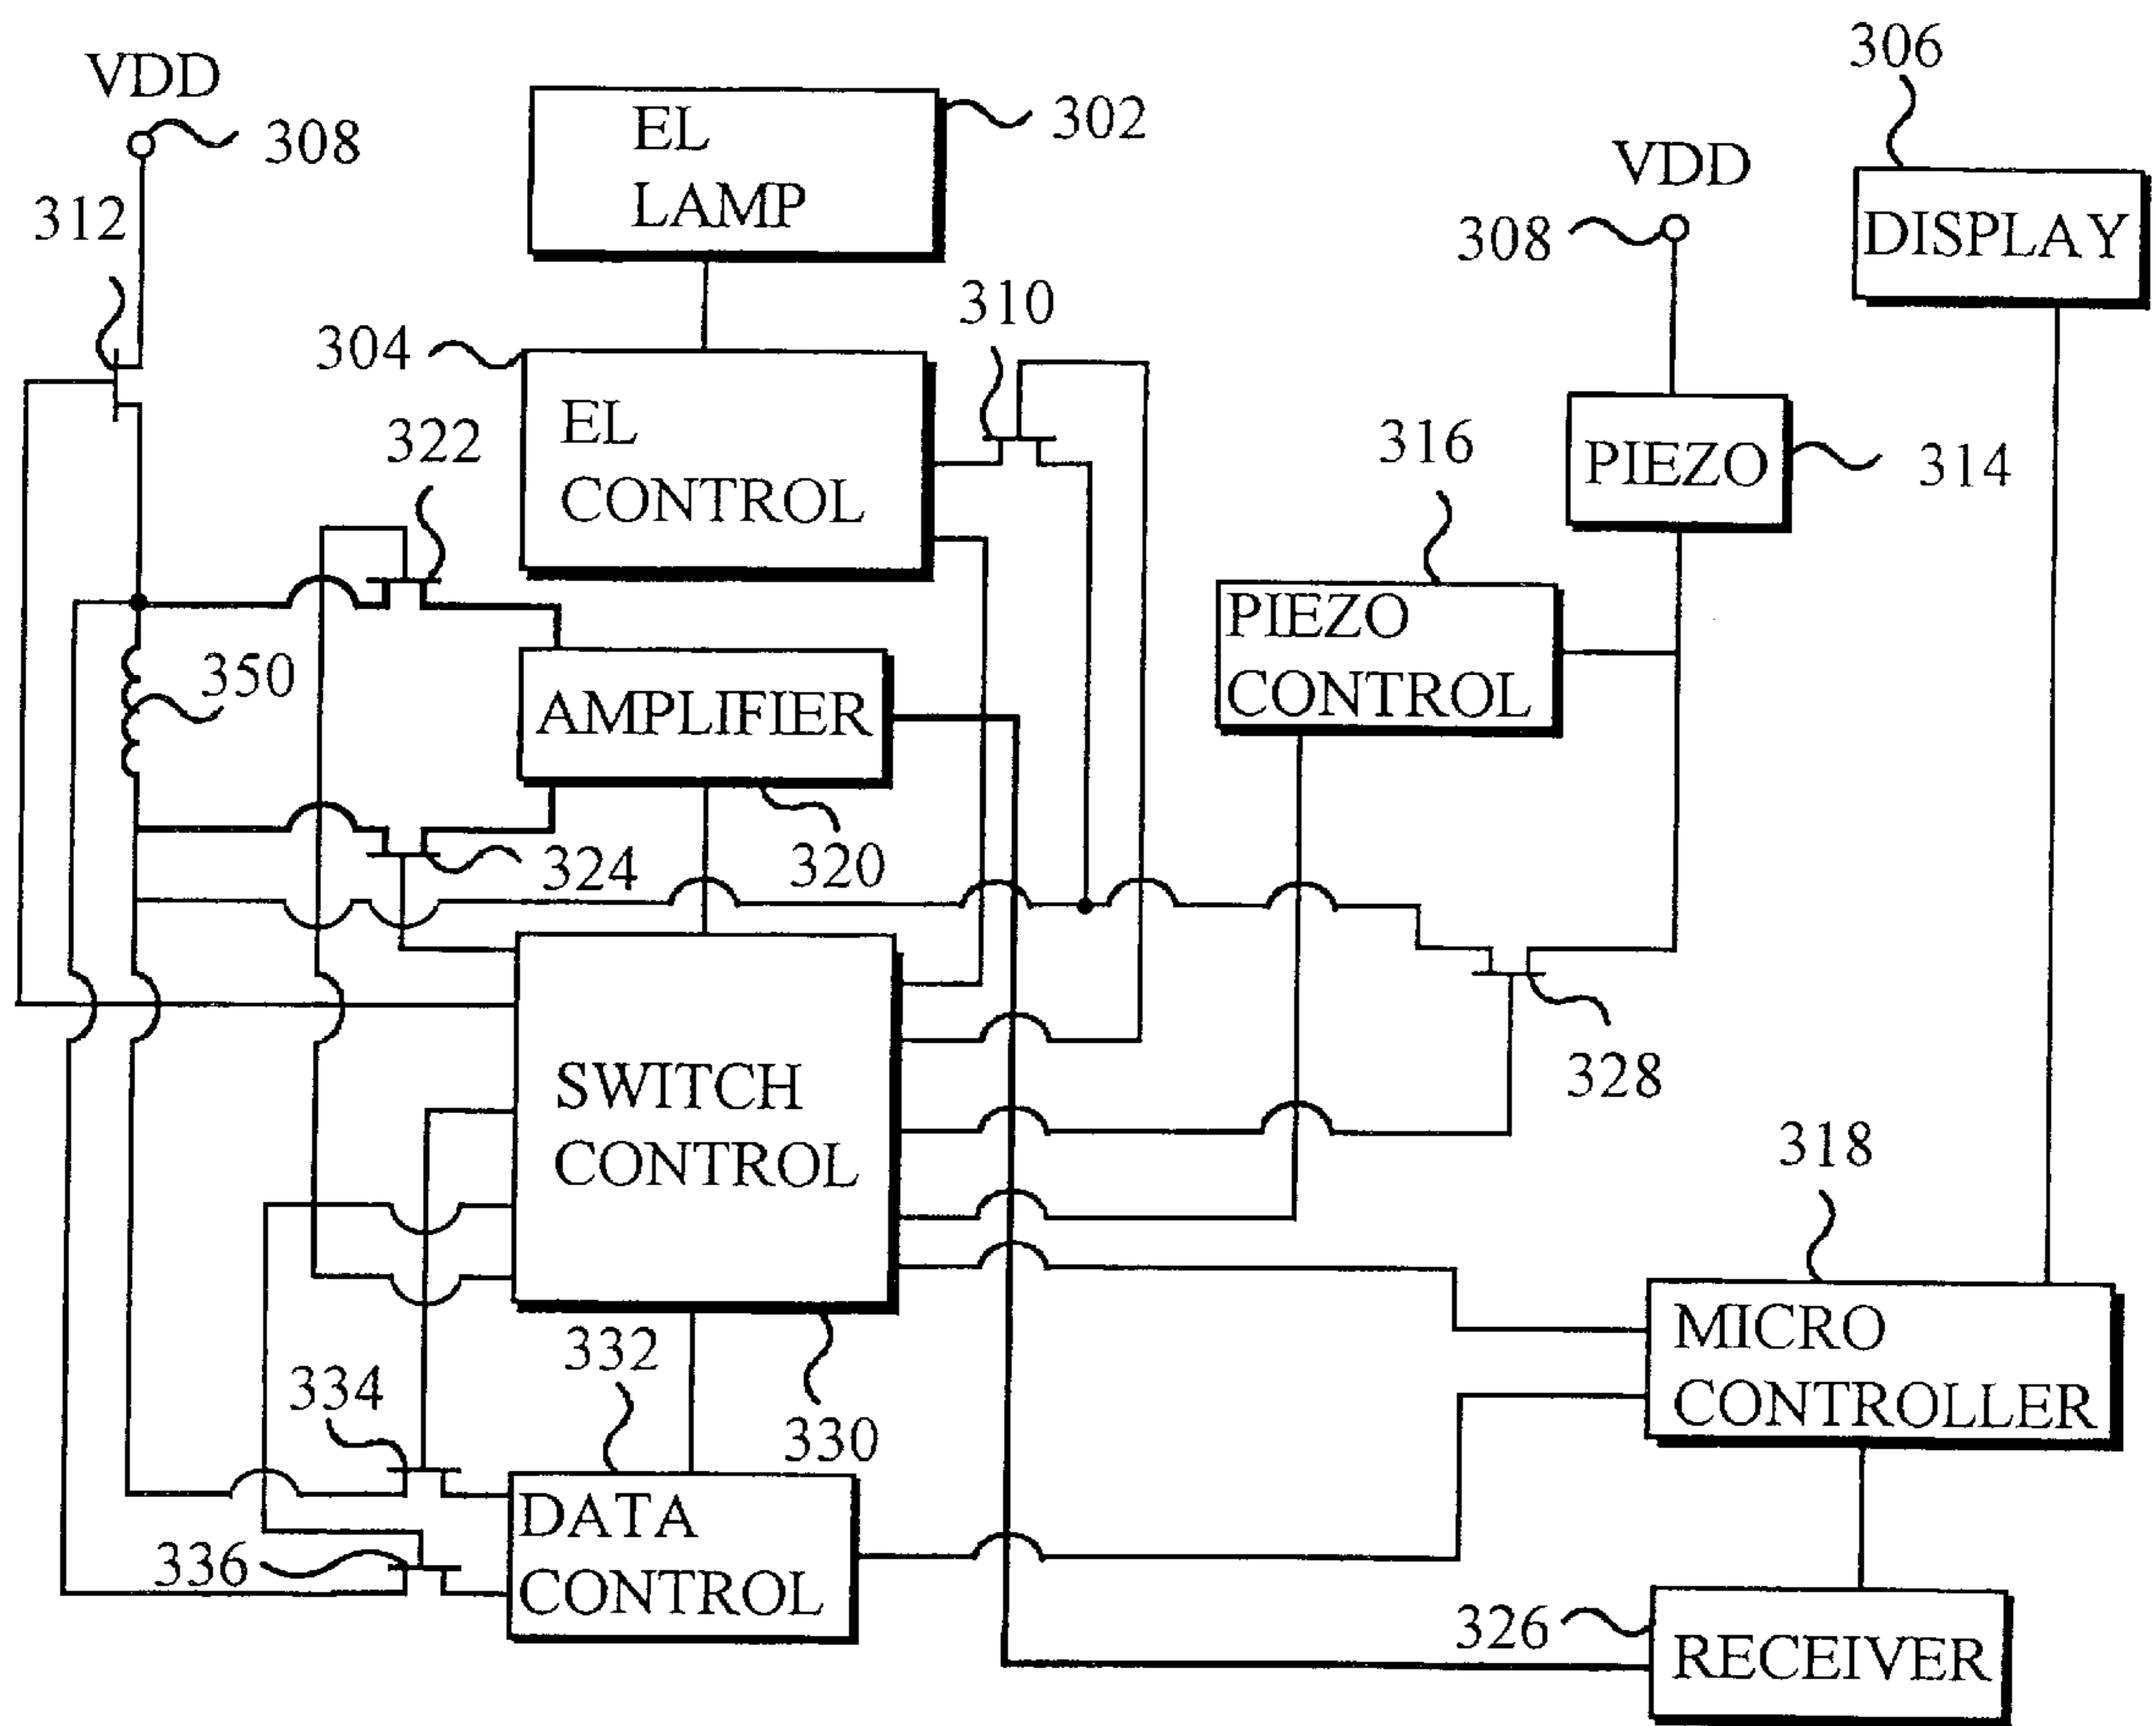 306
VDD
308
EL
LAMP
302
VDD
308
DISPLAY
312
310
304
EL
CONTROL
322
316
PIEZO
314
PIEZO
CONTROL
350
AMPLIFIER
324
320
328
SWITCH
CONTROL
318
MICRO
CONTROLLER
332
334
330
DATA
CONTROL
336
326
RECEIVER